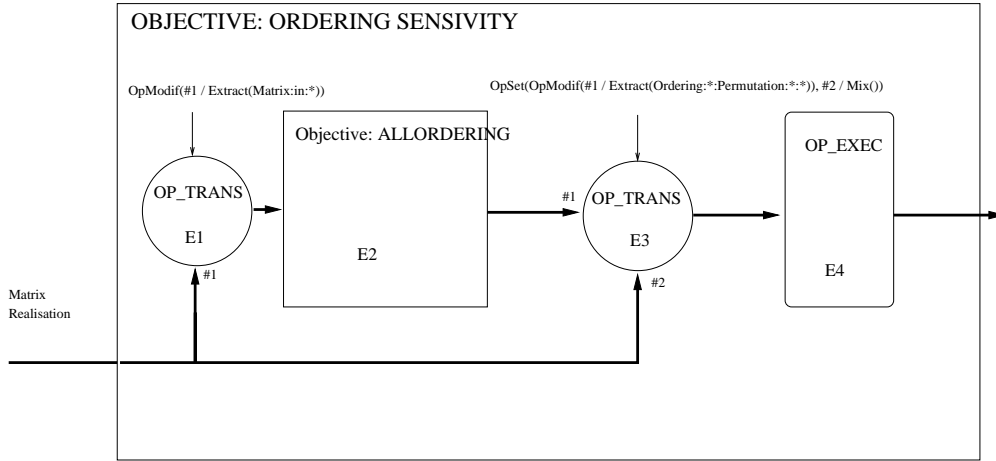 OBJECTIVE: ORDERING SENSIVITY
OpModif(#1 / Extract(Matrix:in:*))
OpSet(OpModif(#1 / Extract(Ordering:*:Permutation:*:*)), #2 / Mix())
Objective: ALLORDERING
OP_EXEC
OP_TRANS
#1
OP_TRANS
E1
E2
E3
E4
#1
#2
Matrix
Realisation